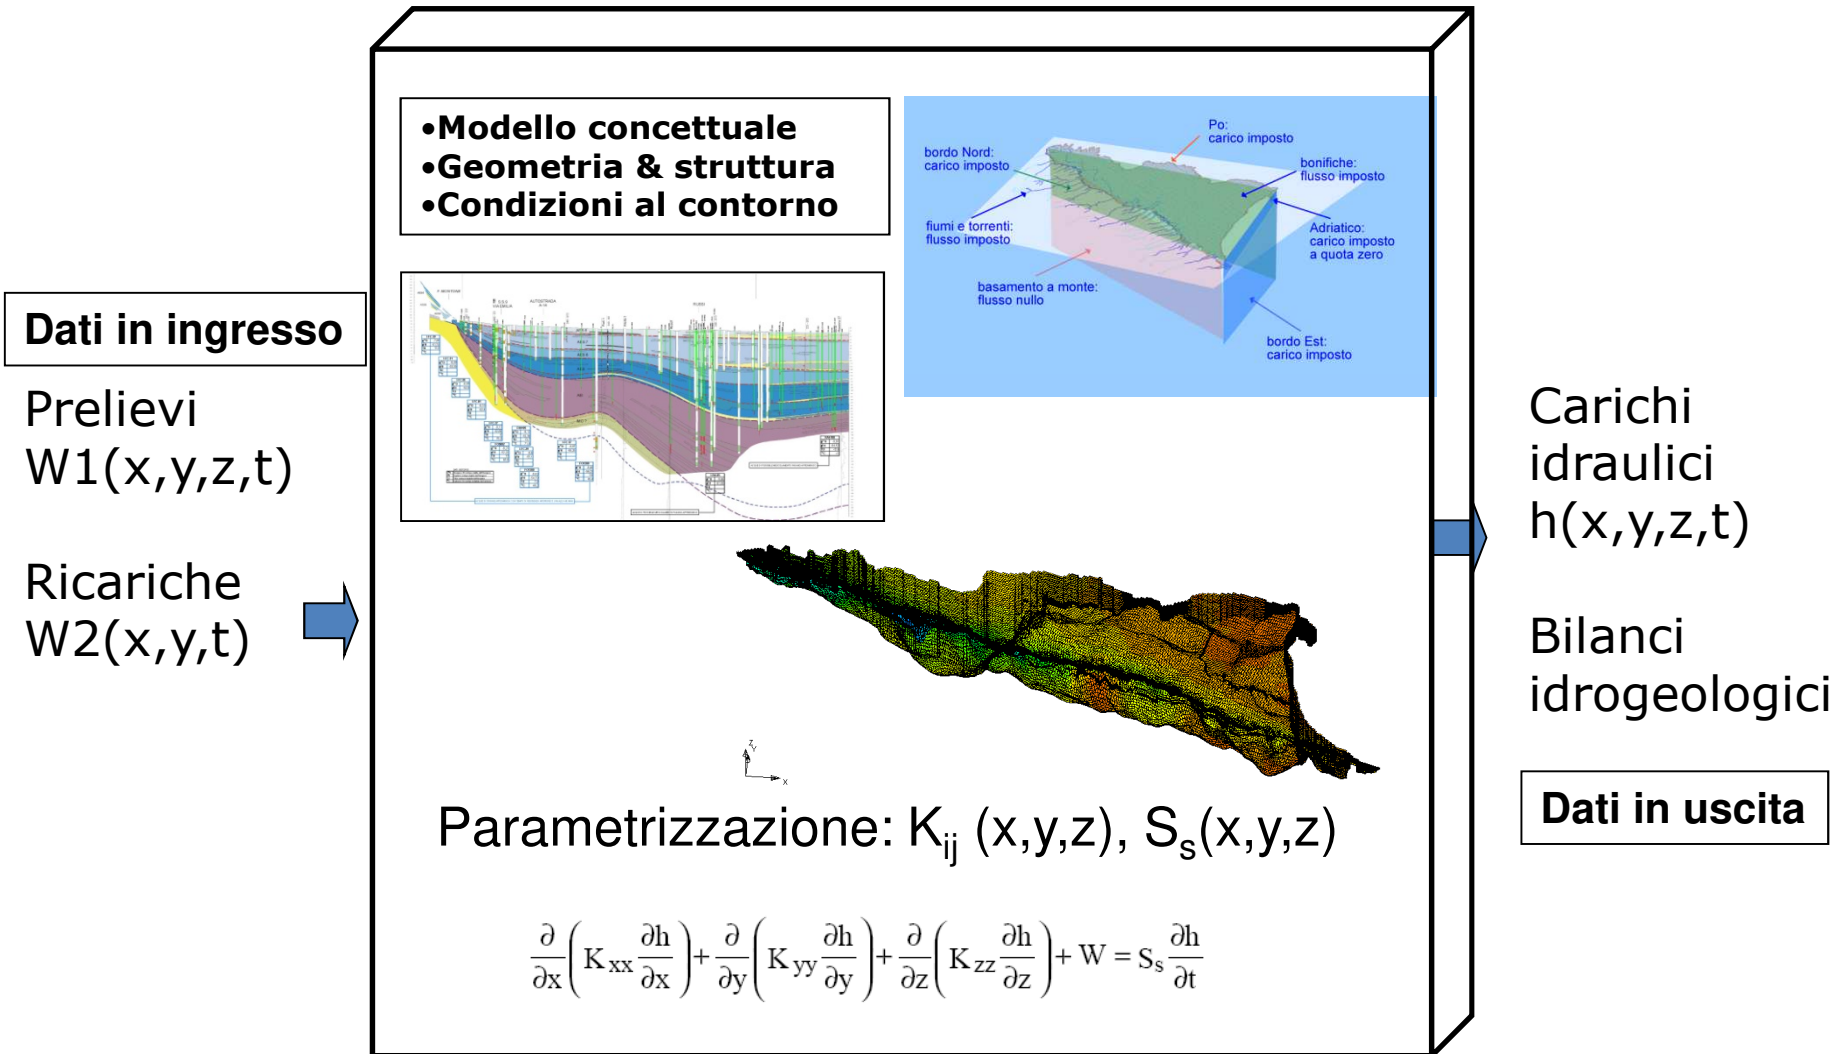 •Modello concettuale
•Geometria & struttura
•Condizioni al contorno
Po:
carico imposto
bordo Nord:
carico imposto
bonifiche:
flusso imposto
fiumi e torrenti:
flusso imposto
Adriatico:
carico imposto
a quota zero
basamento a monte:
flusso nullo
bordo Est:
carico imposto
AUTOSTRADA
Dati in ingresso
Prelievi
W1(x,y,z,t)
Ricariche
W2(x,y,t)
Carichi
idraulici
h(x,y,z,t)
Bilanci
idrogeologici
Dati in uscita
Z
Y
X
Parametrizzazione: Kij (x,y,z), Ss(x,y,z)
∂/∂x (Kxx ∂h/∂x) + ∂/∂y (Kyy ∂h/∂y) + ∂/∂z (Kzz ∂h/∂z) + W = Ss ∂h/∂t